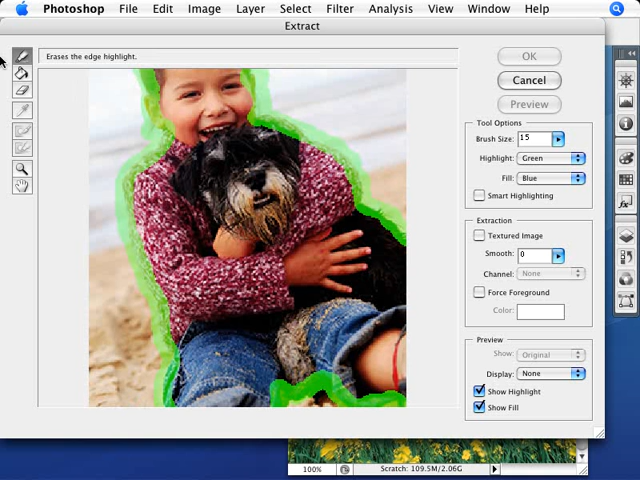 Photoshop File Edit Image Layer Select Filter Analysis View Window Help
Extract
Erases the edge highlight.
OK
Cancel
Preview
Tool Options
Brush Size: 15
Highlight: Green
Fill: Blue
Smart Highlighting
Extraction
Textured Image
Smooth: 0
Channel: None
Force Foreground
Color:
Preview
Show: Original
Display: None
Show Highlight
Show Fill
100% Scratch: 109.5M/2.06G